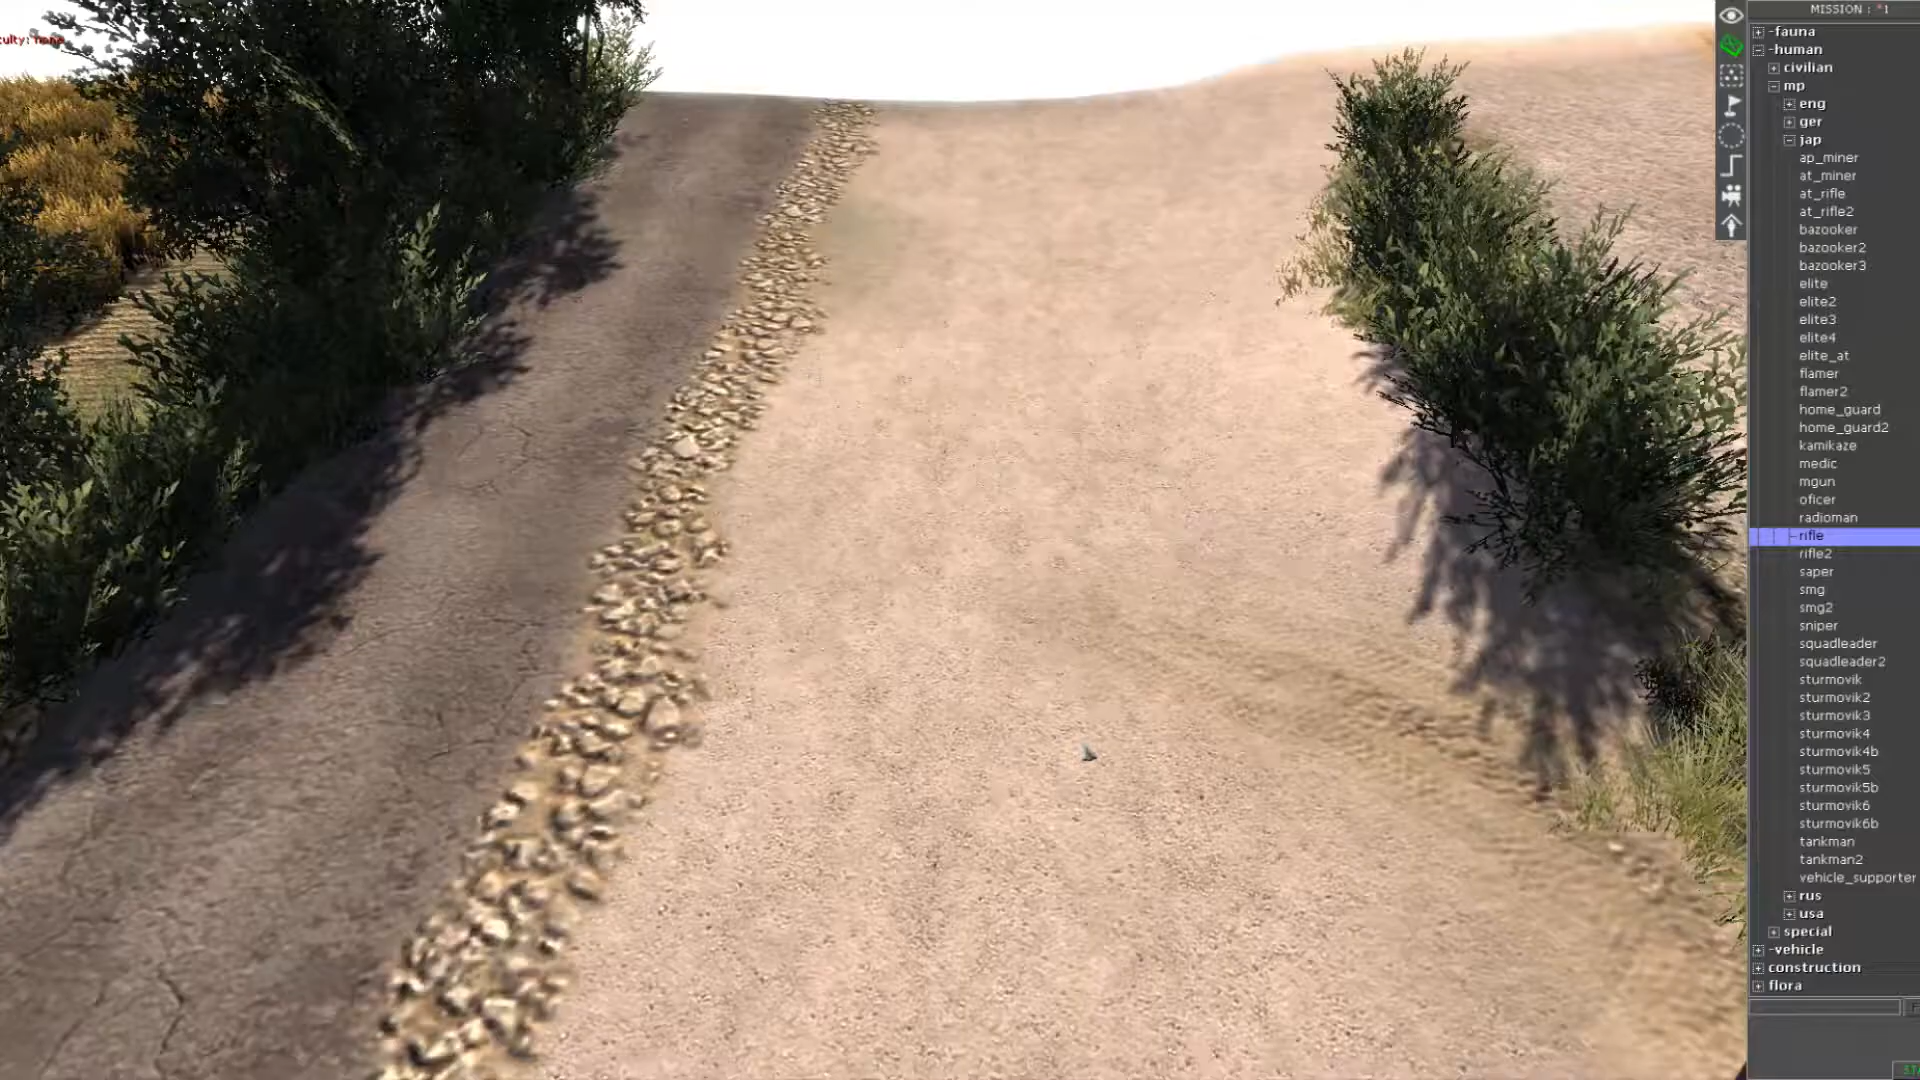 culty: none
MISSION : *1
-fauna
-human
civilian
mp
eng
ger
jap
ap_miner
at_miner
at_rifle
at_rifle2
bazooker
bazooker2
bazooker3
elite
elite2
elite3
elite4
elite_at
flamer
flamer2
home_guard
home_guard2
kamikaze
medic
mgun
oficer
radioman
rifle
rifle2
saper
smg
smg2
sniper
squadleader
squadleader2
sturmovik
sturmovik2
sturmovik3
sturmovik4
sturmovik4b
sturmovik5
sturmovik5b
sturmovik6
sturmovik6b
tankman
tankman2
vehicle_supporter
rus
usa
special
-vehicle
construction
flora